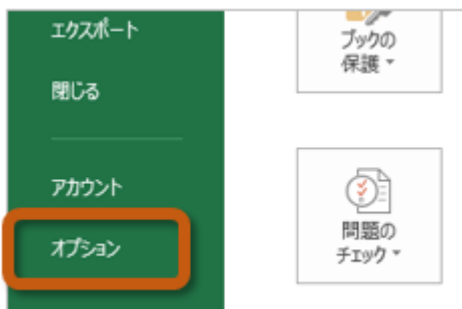 エクスポート
閉じる
アカウント
オプション
ブックの
保護
問題の
チェック